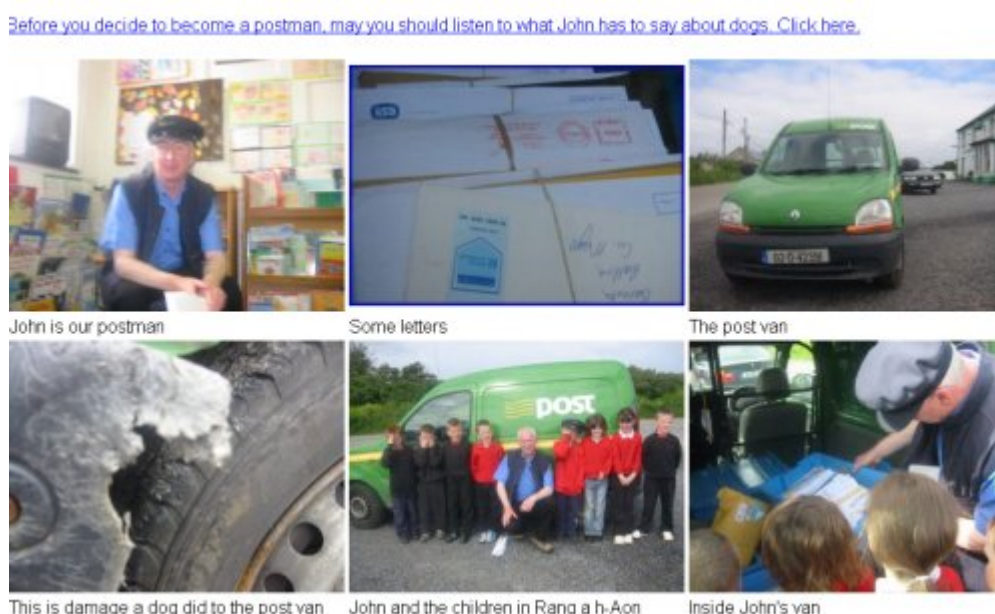 Before you decide to become a postman, may you should listen to what John has to say about dogs. Click here.
post
John is our postman
Some letters
The post van
post
This is damage a dog did to the post van
John and the children in Rang a h-Aon
Inside John's van